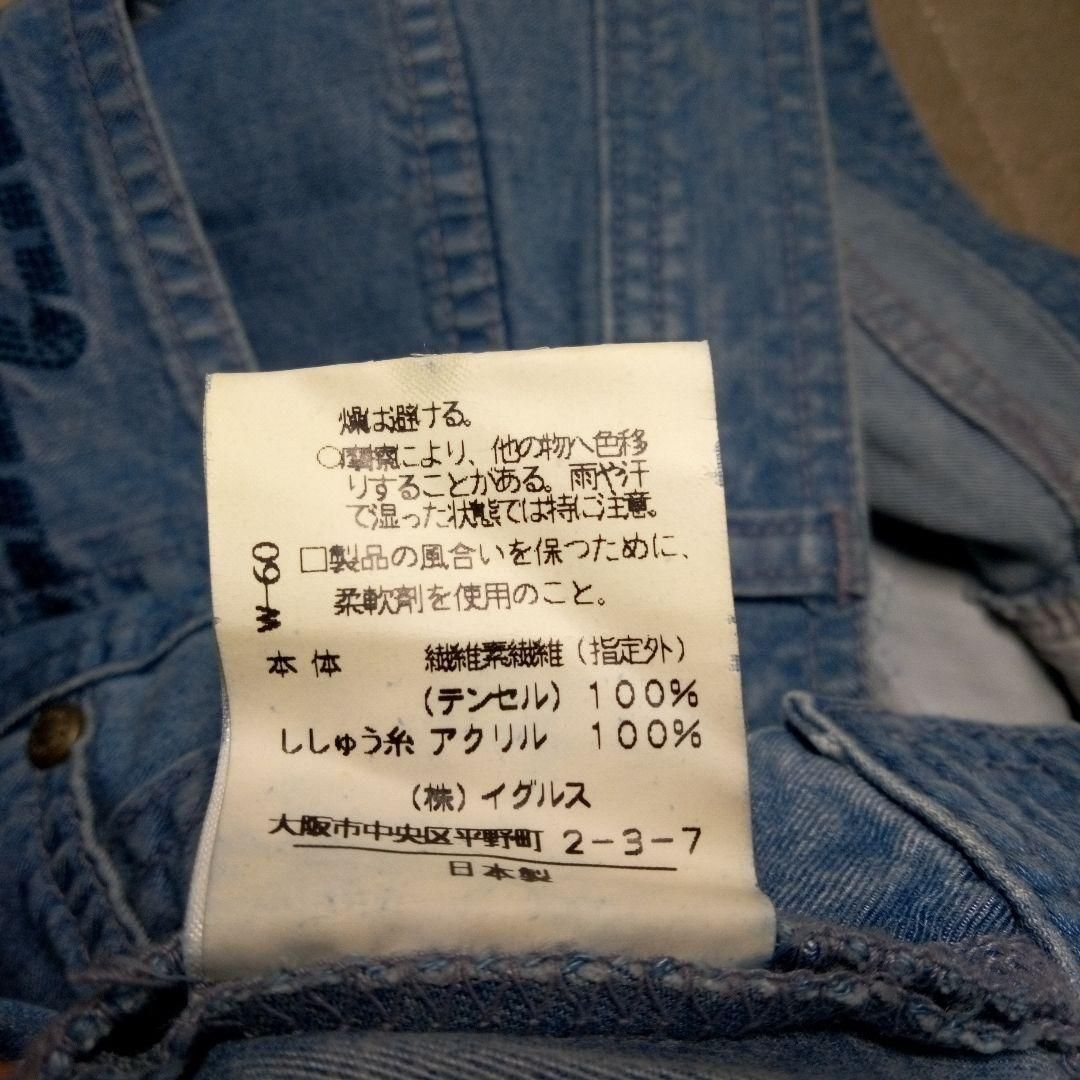 燥は避ける。
○摩擦により、他の物へ色移
りすることがある。雨や汗
で湿った状態では特に注意。
□製品の風合いを保つために、
柔軟剤を使用のこと。
W-60
本体 繊維素繊維(指定外)
(テンセル) 100%
ししゅう糸 アクリル 100%
(株)イグルス
大阪市中央区平野町 2-3-7
日本製